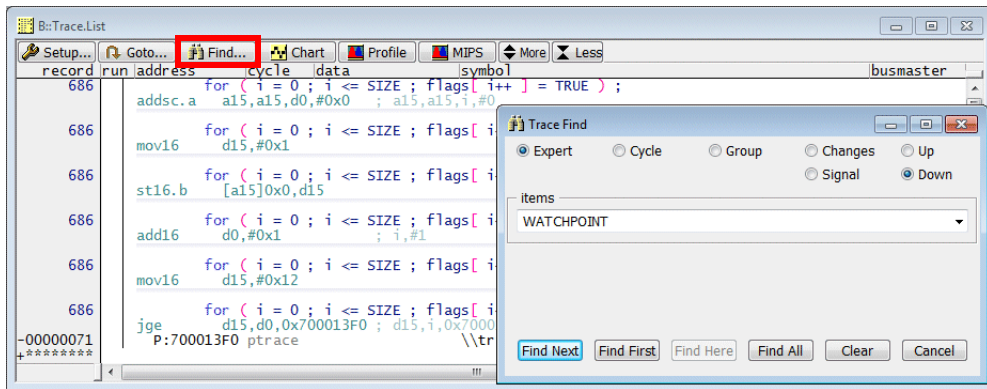 B::Trace.List
Setup... Goto... Find... Chart Profile MIPS More Less
record run address cycle data symbol busmaster
686 for ( i = 0 ; i <= SIZE ; flags[ i++ ] = TRUE ) ;
addsc.a a15,a15,d0,#0x0 ; a15,a15,i,#0
686 for ( i = 0 ; i <= SIZE ; flags[ i
mov16 d15,#0x1
686 for ( i = 0 ; i <= SIZE ; flags[ i
st16.b [a15]0x0,d15
686 for ( i = 0 ; i <= SIZE ; flags[ i
add16 d0,#0x1 ; i,#1
686 for ( i = 0 ; i <= SIZE ; flags[ i
mov16 d15,#0x12
686 for ( i = 0 ; i <= SIZE ; flags[ i
jge d15,d0,0x700013F0 ; d15,i,0x7000
-00000071 P:700013F0 ptrace \\tr
+********
Trace Find
Expert Cycle Group Changes Up
Signal Down
items
WATCHPOINT
Find Next Find First Find Here Find All Clear Cancel